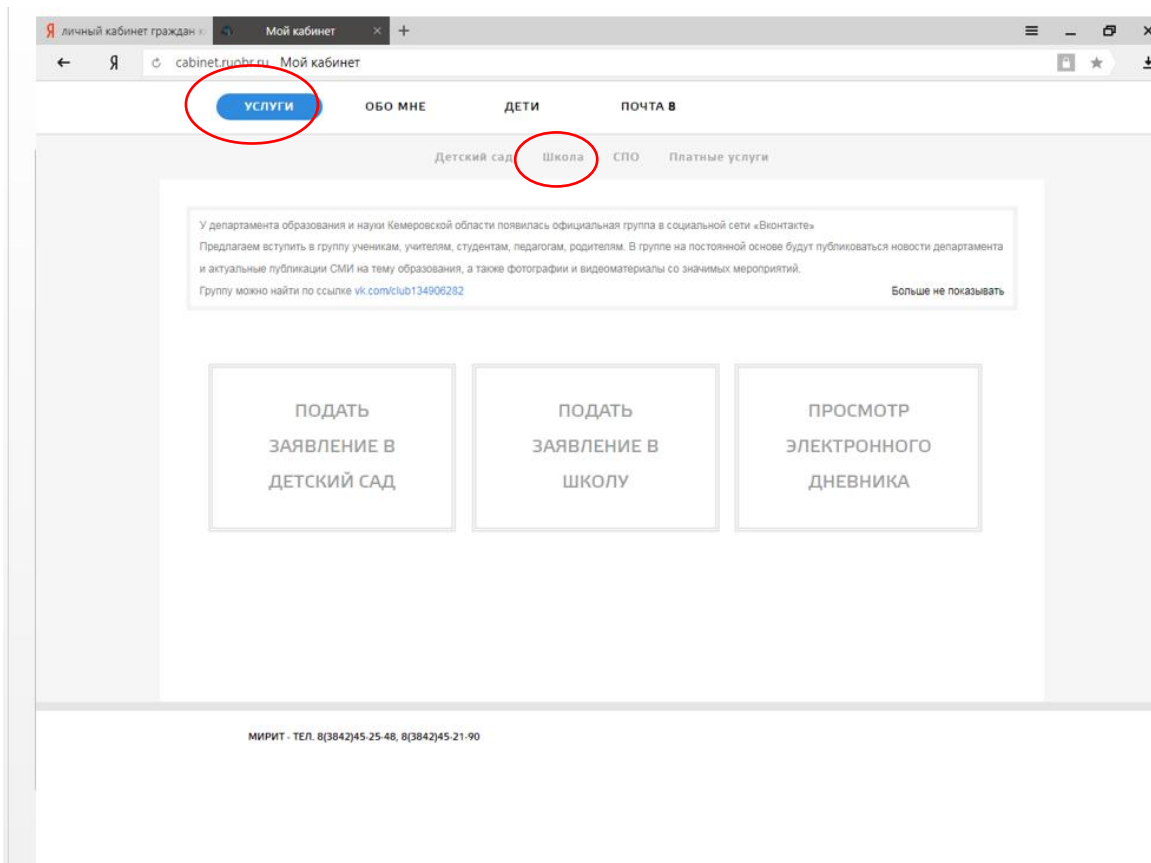 Я личный кабинет граждан
Мой кабинет
Я
cabinet.ruobr.ru Мой кабинет
УСЛУГИ ОБО МНЕ ДЕТИ ПОЧТА 8
Детский сад Школа СПО Платные услуги
У департамента образования и науки Кемеровской области появилась официальная группа в социальной сети «Вконтакте»
Предлагаем вступить в группу ученикам, учителям, студентам, педагогам, родителям. В группе на постоянной основе будут публиковаться новости департамента
и актуальные публикации СМИ на тему образования, а также фотографии и видеоматериалы со значимых мероприятий.
Группу можно найти по ссылке vk.com/club134906282
Больше не показывать
ПОДАТЬ
ЗАЯВЛЕНИЕ В
ДЕТСКИЙ САД
ПОДАТЬ
ЗАЯВЛЕНИЕ В
ШКОЛУ
ПРОСМОТР
ЭЛЕКТРОННОГО
ДНЕВНИКА
МИРИТ - ТЕЛ. 8(3842)45-25-48, 8(3842)45-21-90